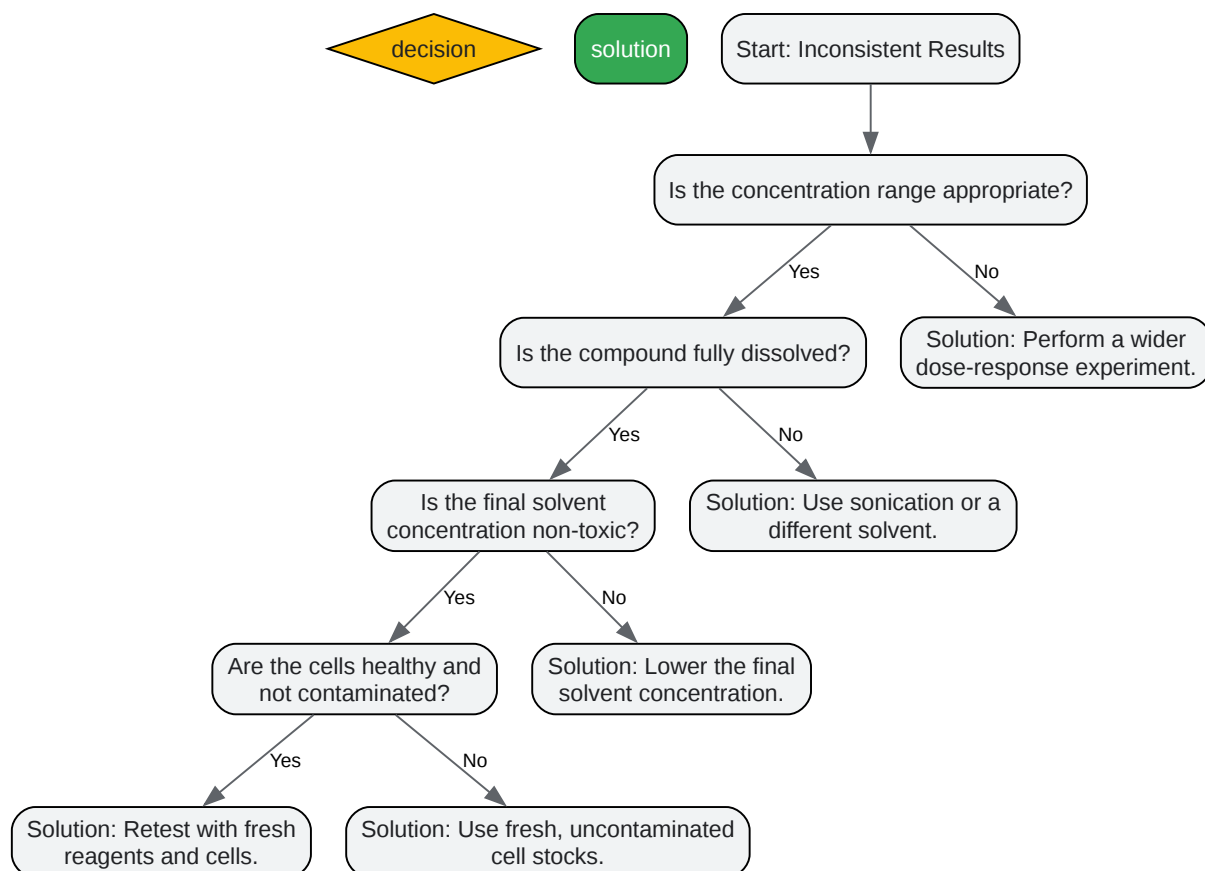 decision
solution
Start: Inconsistent Results
Is the concentration range appropriate?
Yes
No
Is the compound fully dissolved?
Solution: Perform a wider
dose-response experiment.
Yes
No
Is the final solvent
concentration non-toxic?
Solution: Use sonication or a
different solvent.
Yes
No
Are the cells healthy and
not contaminated?
Solution: Lower the final
solvent concentration.
Yes
No
Solution: Retest with fresh
reagents and cells.
Solution: Use fresh, uncontaminated
cell stocks.